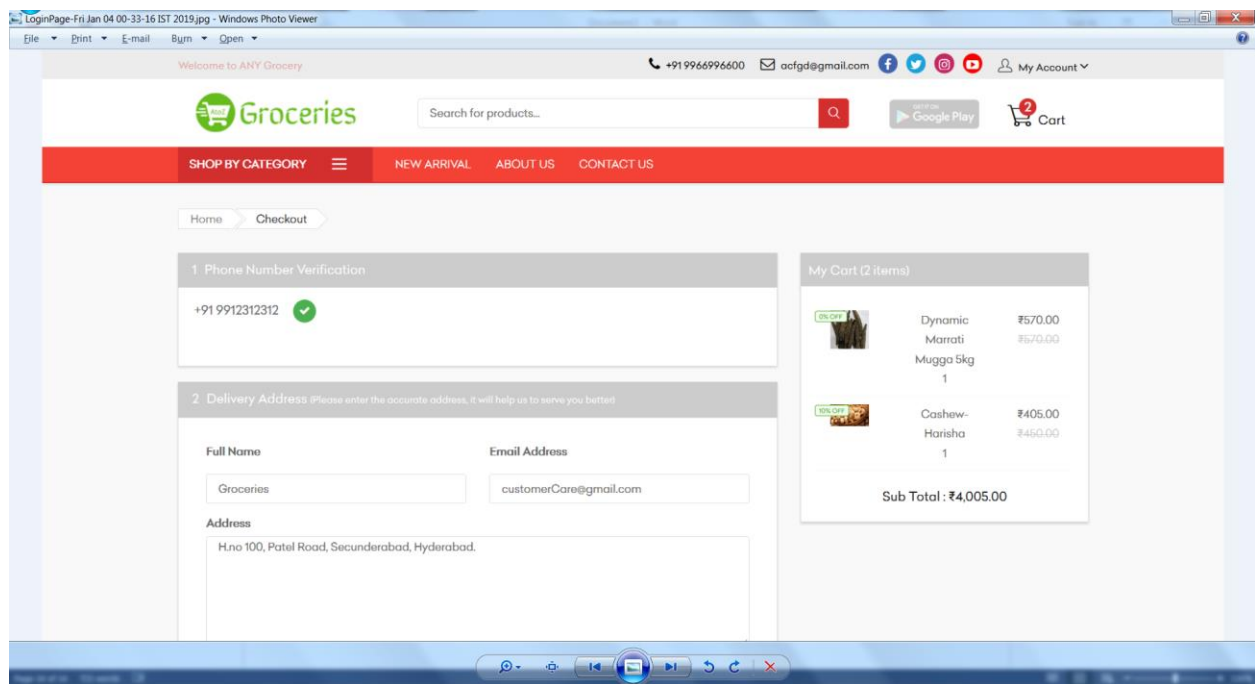 LoginPage-Fri Jan 04 00-33-16 IST 2019.jpg - Windows Photo Viewer
File Print E-mail Burn Open
Welcome to ANY Grocery +91 9966996600 acfgd@gmail.com My Account
Groceries Search for products... GET IT ON Google Play 2 Cart
SHOP BY CATEGORY NEW ARRIVAL ABOUT US CONTACT US
Home Checkout
1 Phone Number Verification
+91 9912312312
2 Delivery Address (Please enter the accurate address, it will help us to serve you better)
Full Name Email Address
Groceries customerCare@gmail.com
Address
H.no 100, Patel Road, Secunderabad, Hyderabad.
My Cart (2 items)
0% OFF Dynamic ₹570.00
Marrati ₹570.00
Mugga 5kg
1
10% OFF Cashew- ₹405.00
Harisha ₹450.00
1
Sub Total : ₹4,005.00